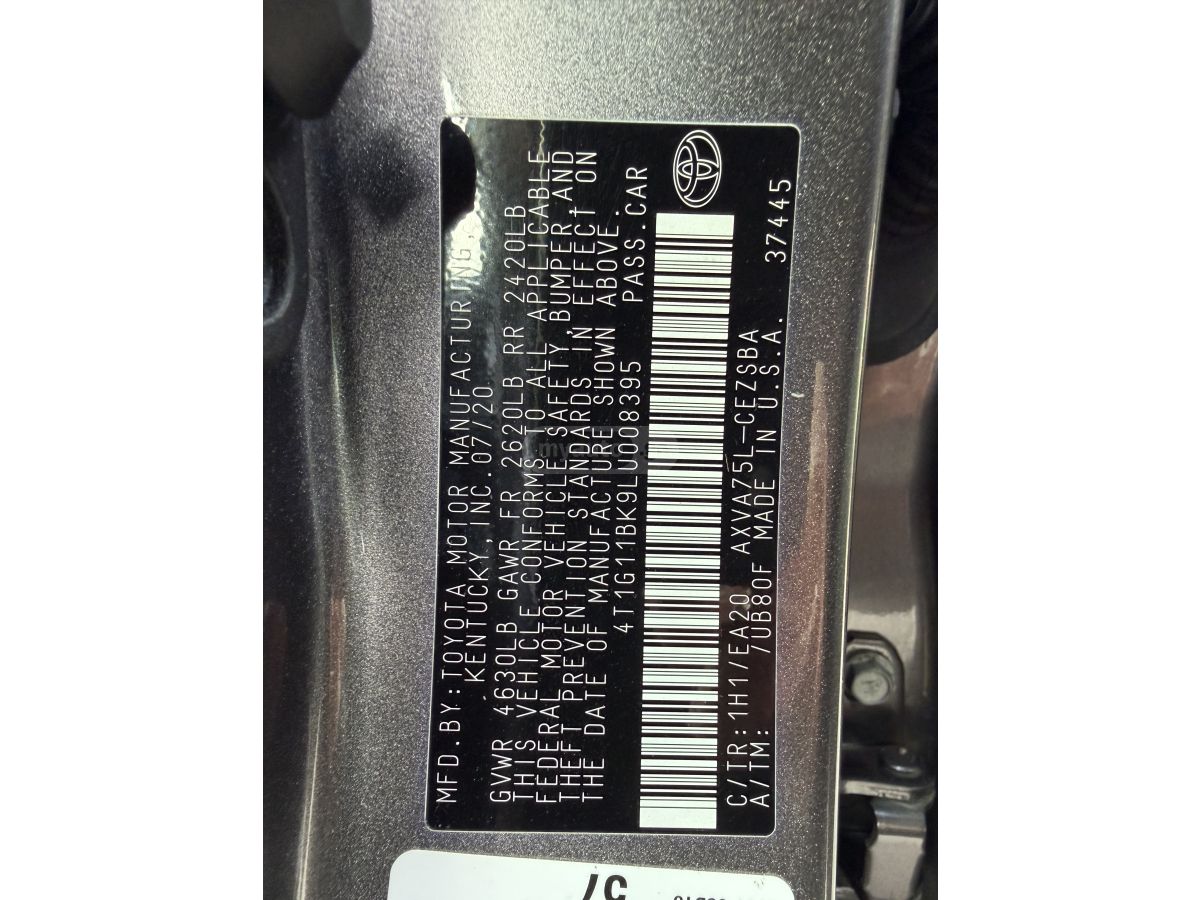 MFD.BY:TOYOTA MOTOR MANUFACTURING,
KENTUCKY,INC.07/20
GVWR 4630LB GAWR FR 2620LB RR 2420LB
THIS VEHICLE CONFORMS TO ALL APPLICABLE
FEDERAL MOTOR VEHICLE SAFETY,BUMPER,AND
THEFT PREVENTION STANDARDS IN EFFECT ON
THE DATE OF MANUFACTURE SHOWN ABOVE.
4T1G11BK9LU008395 PASS.CAR
C/TR:1H1/EA20 AXVA75L-CEZSBA 37445
A/TM: /UB80F MADE IN U.S.A.
57